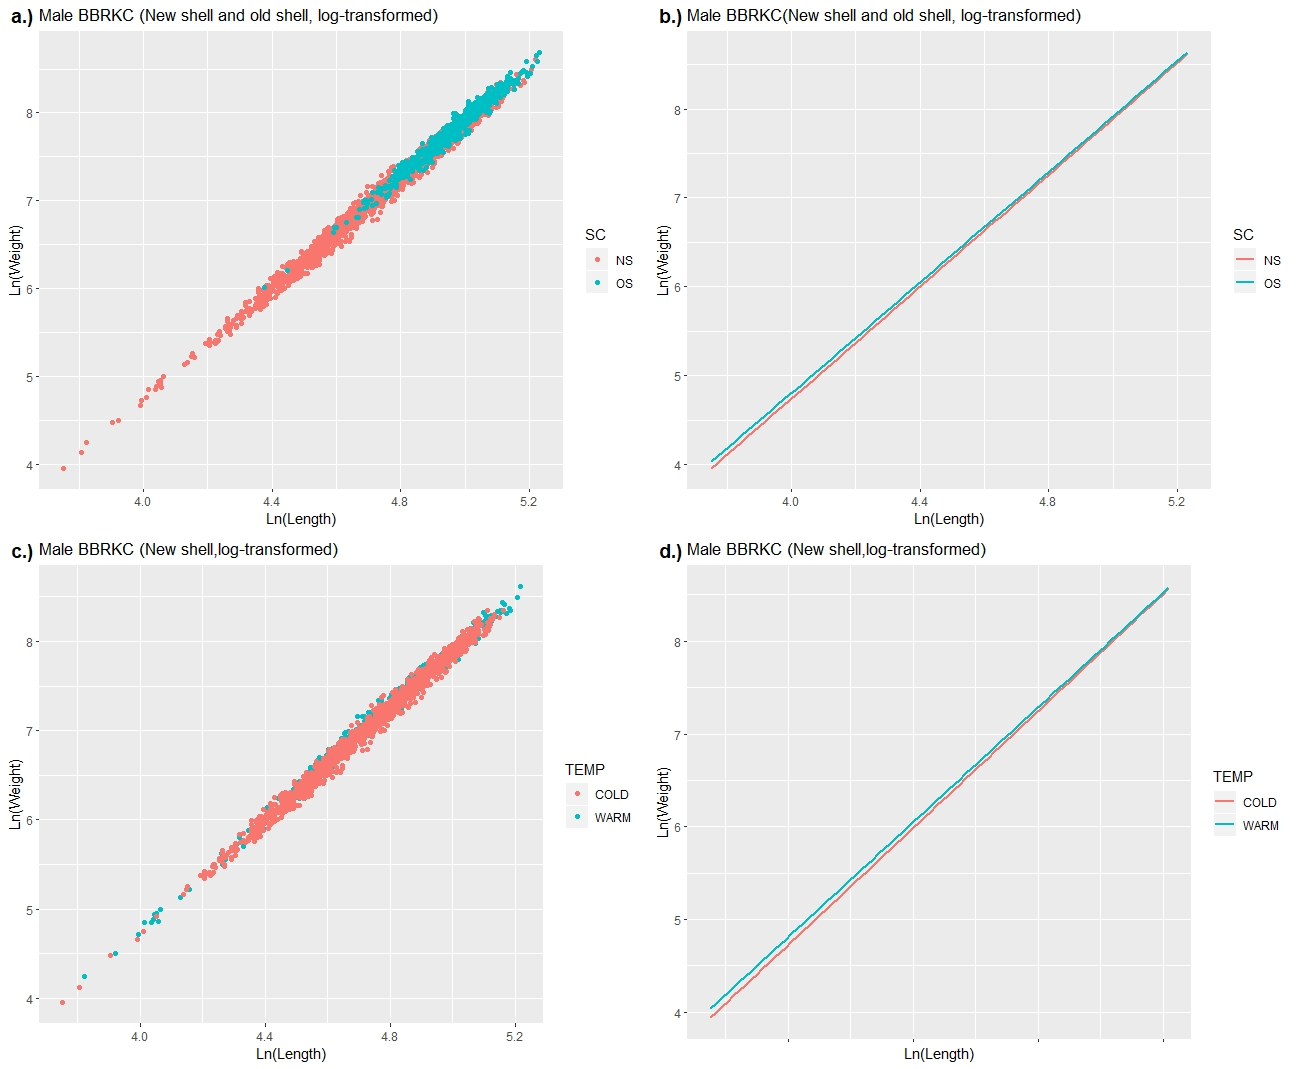 a.) Male BBRKC (New shell and old shell, log-transformed)
Ln(Weight)
8
7
6
5
4
4.0 4.4 4.8 5.2
Ln(Length)
SC
NS
OS
b.) Male BBRKC(New shell and old shell, log-transformed)
Ln(Weight)
8
7
6
5
4
4.0 4.4 4.8 5.2
Ln(Length)
SC
NS
OS
c.) Male BBRKC (New shell,log-transformed)
Ln(Weight)
8
7
6
5
4
4.0 4.4 4.8 5.2
Ln(Length)
TEMP
COLD
WARM
d.) Male BBRKC (New shell,log-transformed)
Ln(Weight)
8
7
6
5
4
Ln(Length)
TEMP
COLD
WARM